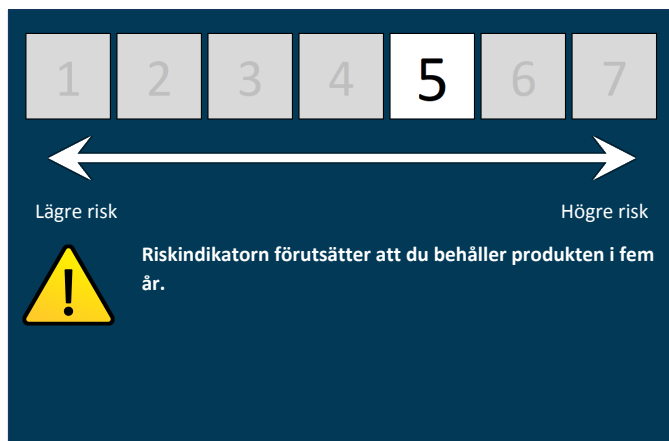 1 2 3 4 5 6 7
Lägre risk Högre risk
Riskindikatorn förutsätter att du behåller produkten i fem
år.